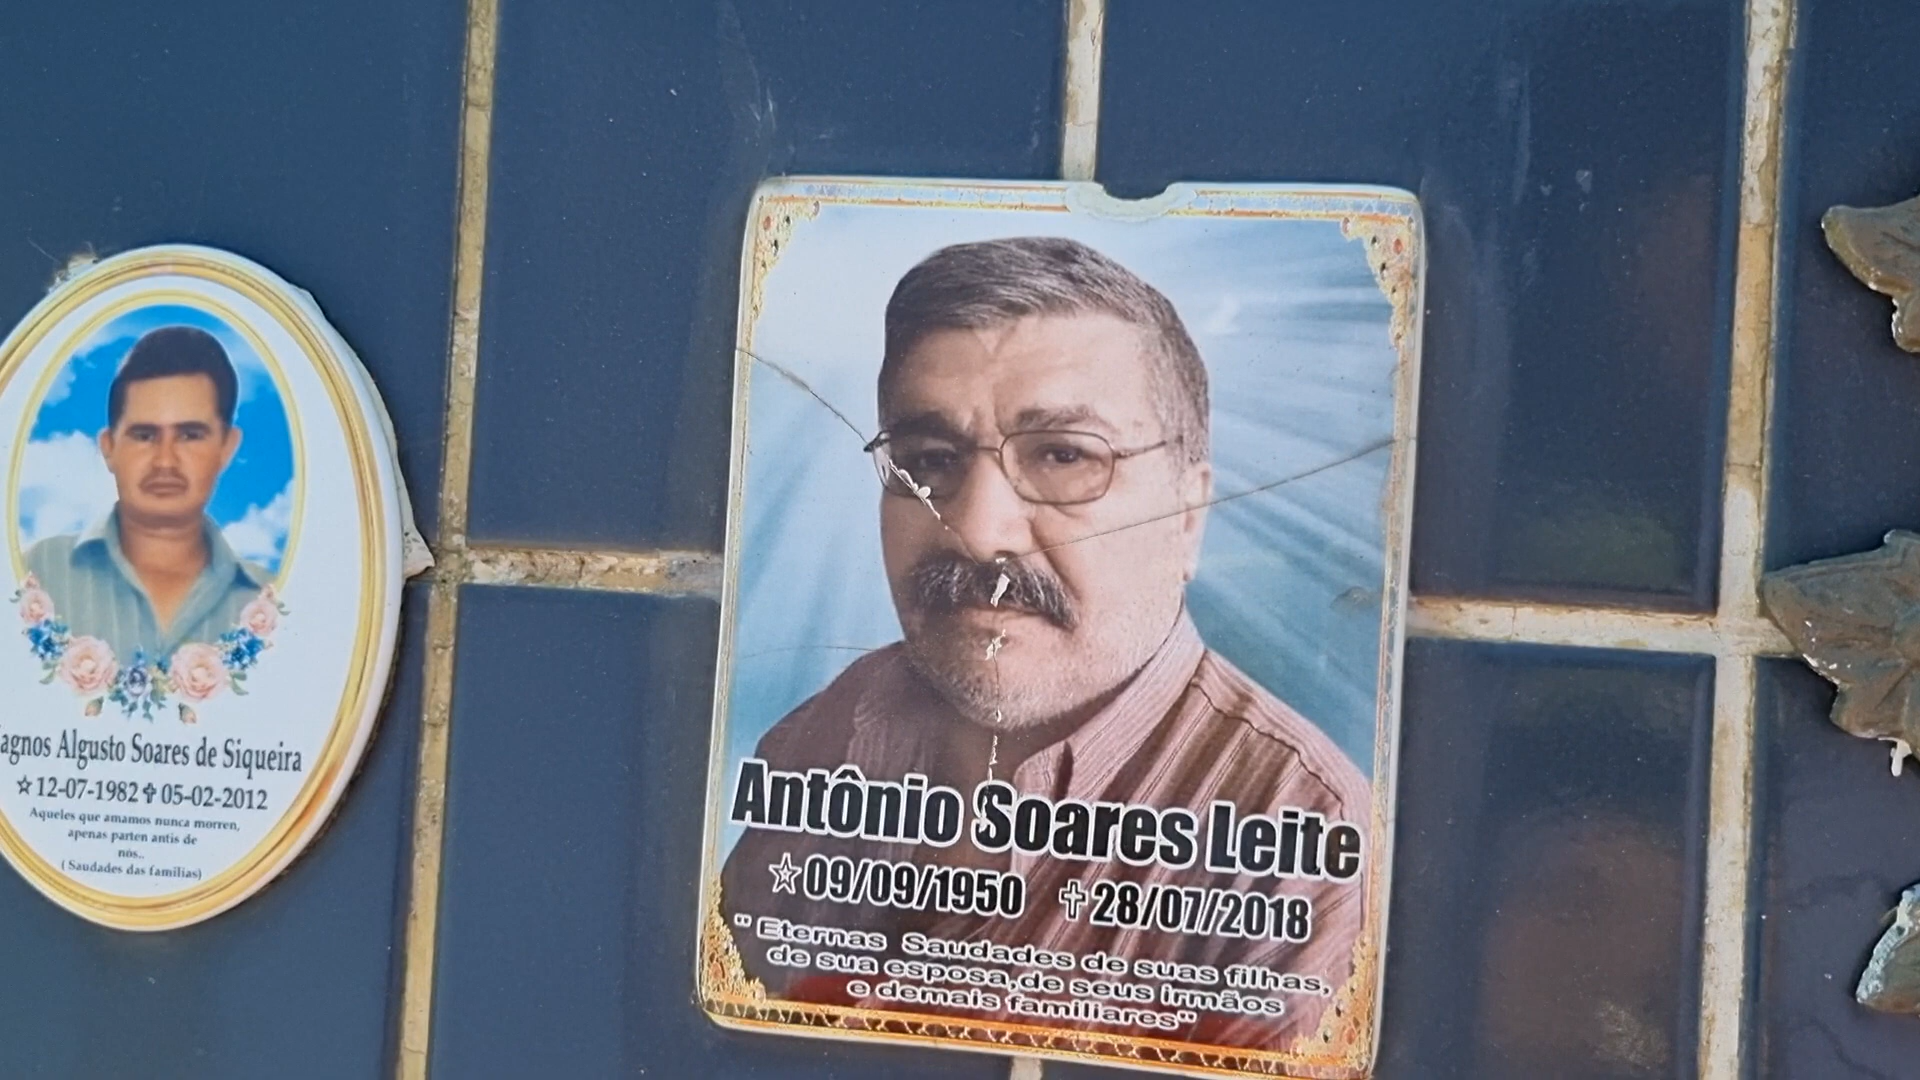 agnos Algusto Soares de Siqueira
☆ 12-07-1982 ✞ 05-02-2012
Aqueles que amamos nunca morren,
apenas parten antis de
nós..
( Saudades das famílias)
Antônio Soares Leite
☆09/09/1950 ✞28/07/2018
" Eternas Saudades de suas filhas,
de sua esposa,de seus irmãos
e demais familiares"